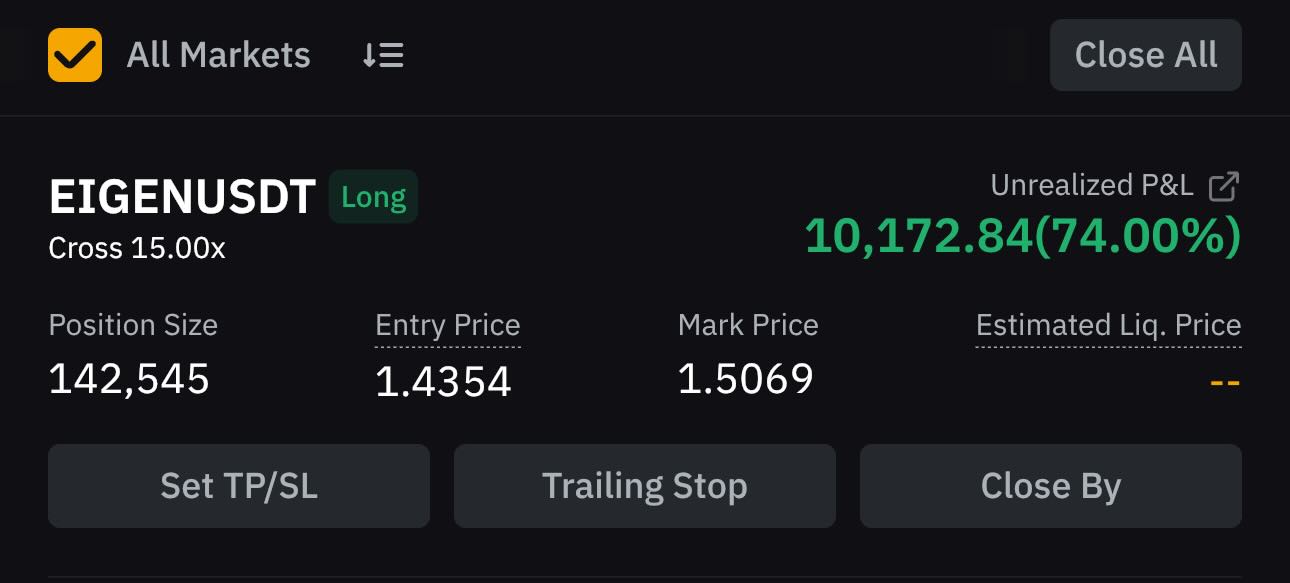 All Markets
Close All
EIGENUSDT Long
Unrealized P&L
Cross 15.00x
10,172.84(74.00%)
Position Size
Entry Price
Mark Price
Estimated Liq. Price
142,545
1.4354
1.5069
--
Set TP/SL
Trailing Stop
Close By